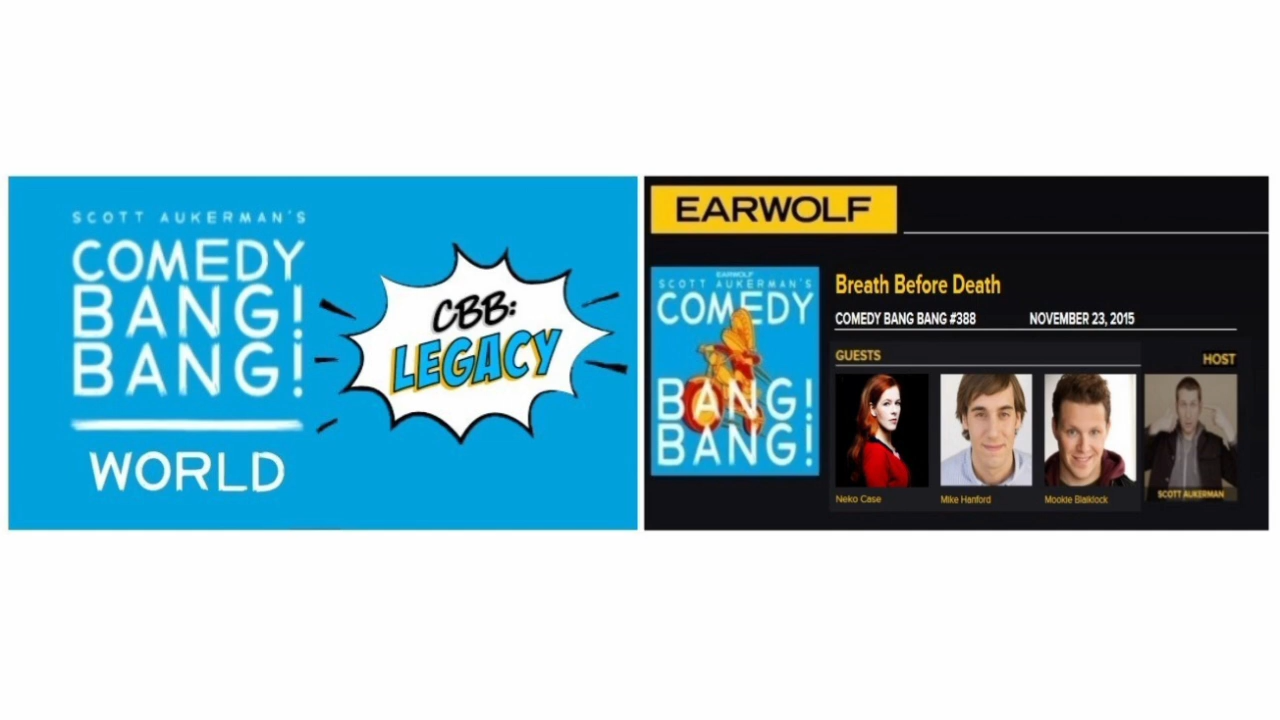 SCOTT AUKERMAN'S
COMEDY
BANG!
BANG!
WORLD
CBB:
LEGACY
EARWOLF
EARWOLF
SCOTT AUKERMAN'S
COMEDY
BANG!
BANG!
Breath Before Death
COMEDY BANG BANG #388 NOVEMBER 23, 2015
GUESTS HOST
Neko Case Mike Hanford Mookie Blaiklock SCOTT AUKERMAN